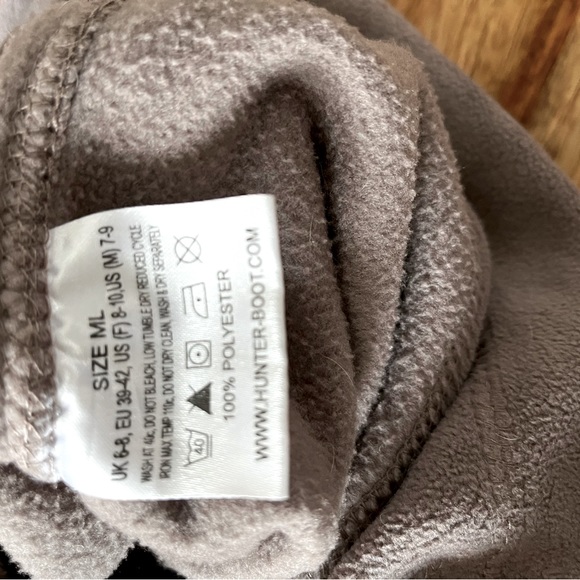 SIZE ML
UK 6-8, EU 39-42, US (F) 8-10,US (M) 7-9
WASH AT 40c, DO NOT BLEACH, LOW TUMBLE DRY REDUCED CYCLE
IRON MAX TEMP 110c, DO NOT DRY CLEAN. WASH & DRY SEPARATELY
40
100% POLYESTER
WWW.HUNTER-BOOT.COM